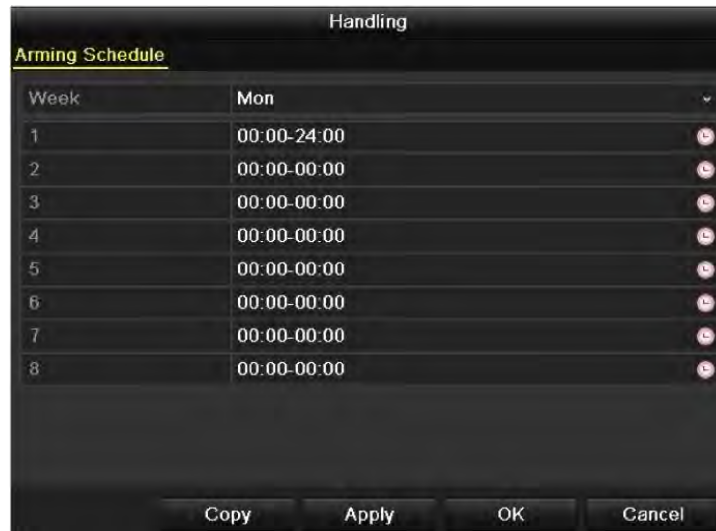 Handling
Arming Schedule
Week Mon
1 00:00-24:00
2 00:00-00:00
3 00:00-00:00
4 00:00-00:00
5 00:00-00:00
6 00:00-00:00
7 00:00-00:00
8 00:00-00:00
Copy Apply OK Cancel